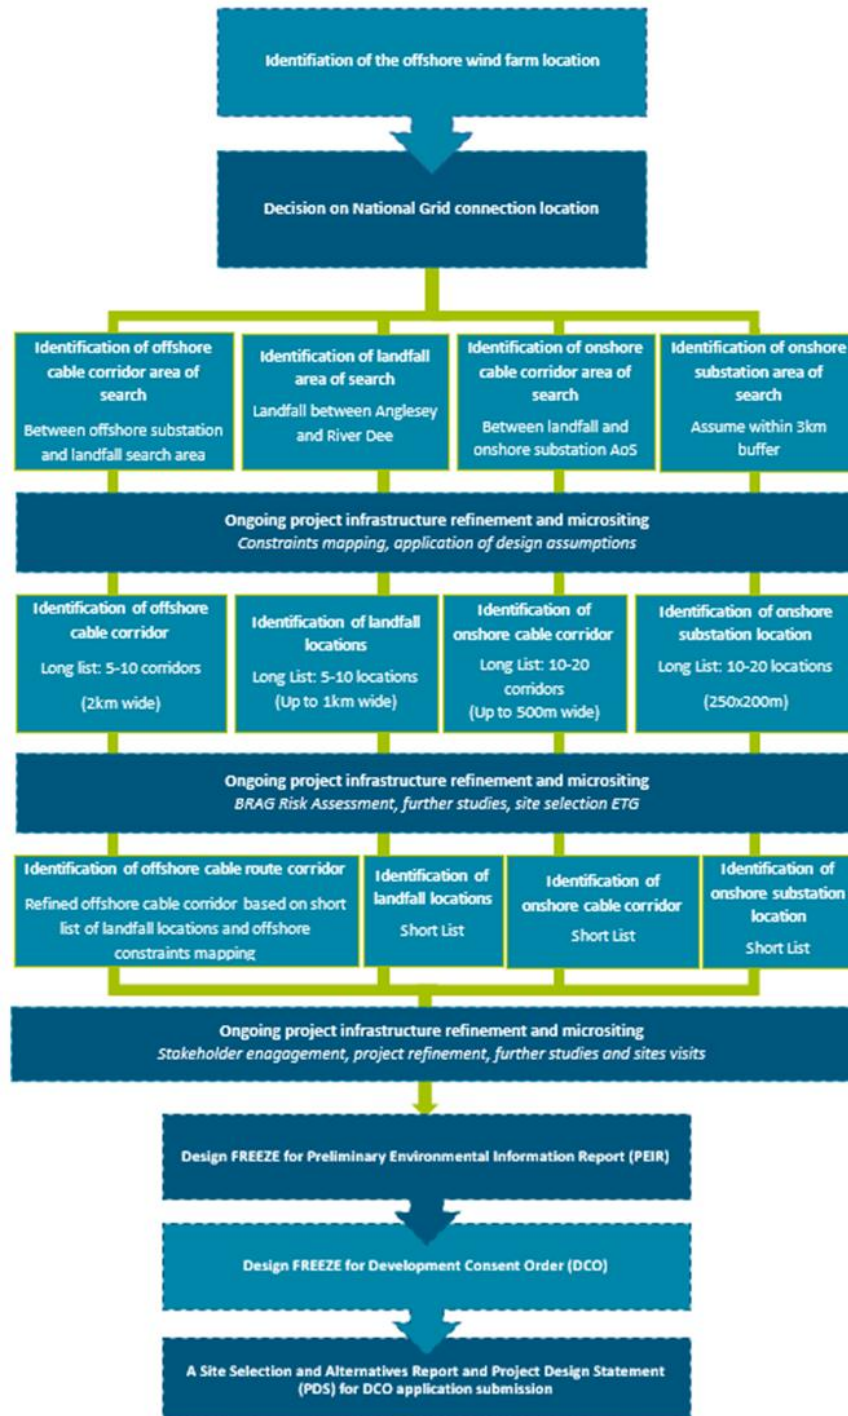 Identifiation of the offshore wind farm location
Decision on National Grid connection location
Identification of offshore
cable corridor area of
search
Between offshore substation
and landfall search area
Identification of landfall
area of search
Landfall between Anglesey
and River Dee
Identification of onshore
cable corridor area of
search
Between landfall and
onshore substation AoS
Identification of onshore
substation area of
search
Assume within 3km
buffer
Ongoing project infrastructure refinement and micrositing
Constraints mapping, application of design assumptions
Identification of offshore
cable corridor
Long list: 5-10 corridors
(2km wide)
Identification of landfall
locations
Long List: 5-10 locations
(Up to 1km wide)
Identification of
onshore cable corridor
Long List: 10-20
corridors
(Up to 500m wide)
Identification of onshore
substation location
Long List: 10-20 locations
(250x200m)
Ongoing project infrastructure refinement and micrositing
BRAG Risk Assessment, further studies, site selection ETG
Identification of offshore cable route corridor
Refined offshore cable corridor based on short
list of landfall locations and offshore
constraints mapping
Identification of
landfall locations
Short List
Identification of
onshore cable corridor
Short List
Identification of
onshore substation
location
Short List
Ongoing project infrastructure refinement and micrositing
Stakeholder enagagement, project refinement, further studies and sites visits
Design FREEZE for Preliminary Environmental Information Report (PEIR)
Design FREEZE for Development Consent Order (DCO)
A Site Selection and Alternatives Report and Project Design Statement
(PDS) for DCO application submission